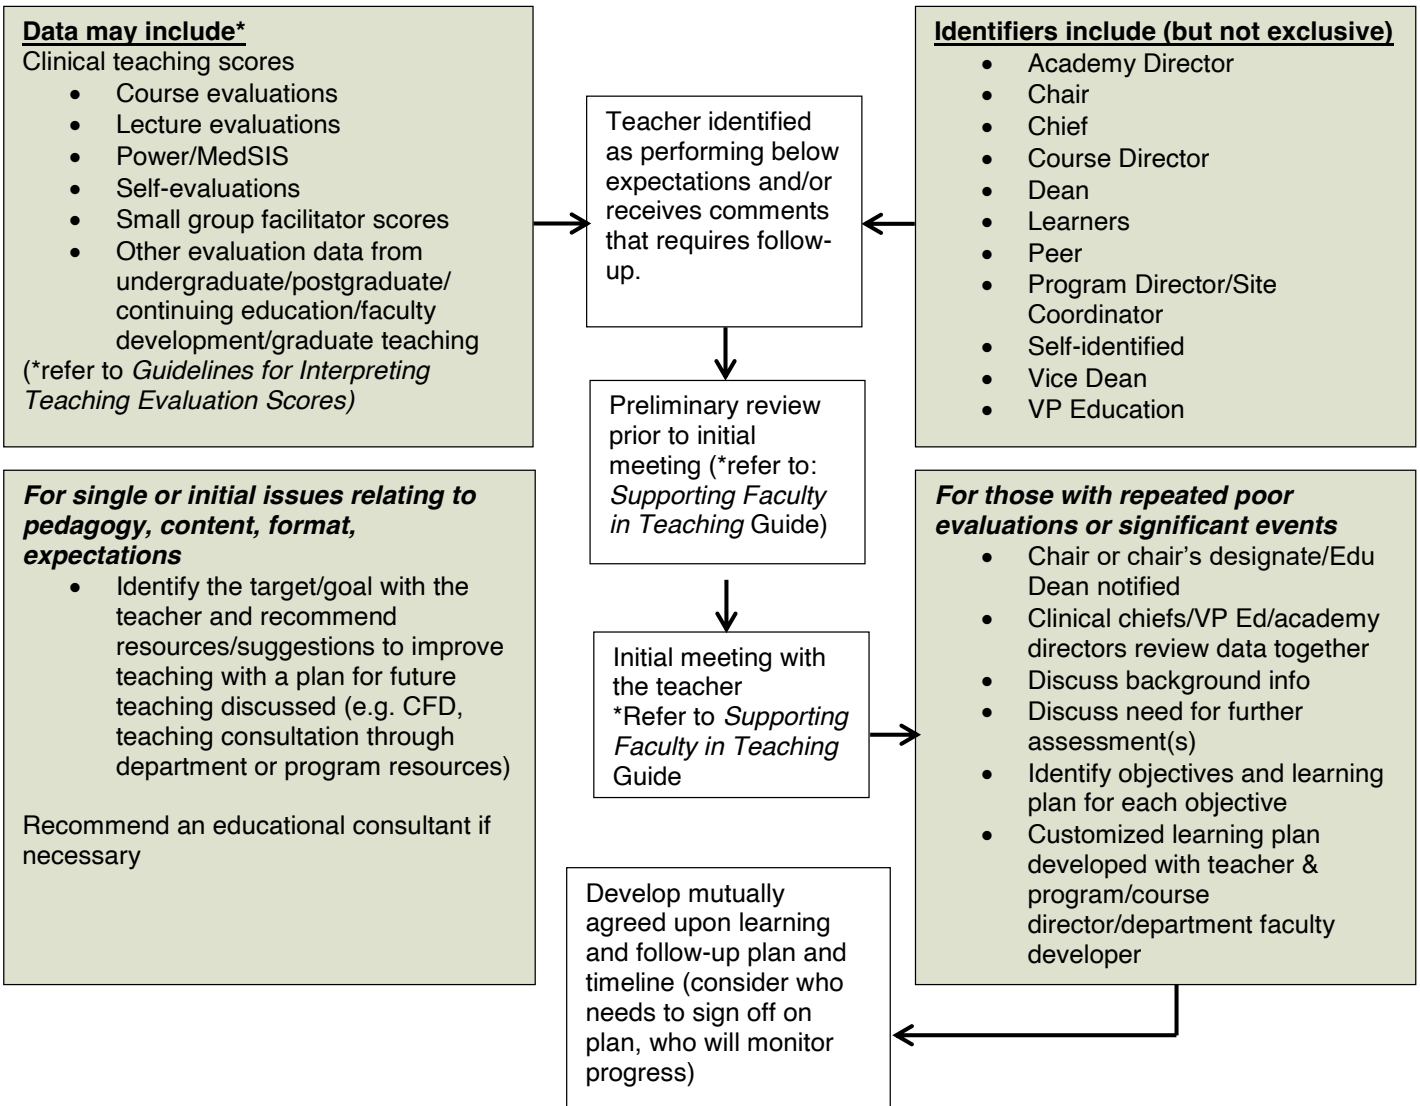 Data may include*
Clinical teaching scores
• Course evaluations
• Lecture evaluations
• Power/MedSIS
• Self-evaluations
• Small group facilitator scores
• Other evaluation data from
undergraduate/postgraduate/
continuing education/faculty
development/graduate teaching
(*refer to Guidelines for Interpreting
Teaching Evaluation Scores)
Teacher identified
as performing below
expectations and/or
receives comments
that requires follow-
up.
Identifiers include (but not exclusive)
• Academy Director
• Chair
• Chief
• Course Director
• Dean
• Learners
• Peer
• Program Director/Site
Coordinator
• Self-identified
• Vice Dean
• VP Education
Preliminary review
prior to initial
meeting (*refer to:
Supporting Faculty
in Teaching Guide)
For single or initial issues relating to
pedagogy, content, format,
expectations
• Identify the target/goal with the
teacher and recommend
resources/suggestions to improve
teaching with a plan for future
teaching discussed (e.g. CFD,
teaching consultation through
department or program resources)
Recommend an educational consultant if
necessary
Initial meeting with
the teacher
*Refer to Supporting
Faculty in Teaching
Guide
For those with repeated poor
evaluations or significant events
• Chair or chair's designate/Edu
Dean notified
• Clinical chiefs/VP Ed/academy
directors review data together
• Discuss background info
• Discuss need for further
assessment(s)
• Identify objectives and learning
plan for each objective
• Customized learning plan
developed with teacher &
program/course
director/department faculty
developer
Develop mutually
agreed upon learning
and follow-up plan and
timeline (consider who
needs to sign off on
plan, who will monitor
progress)